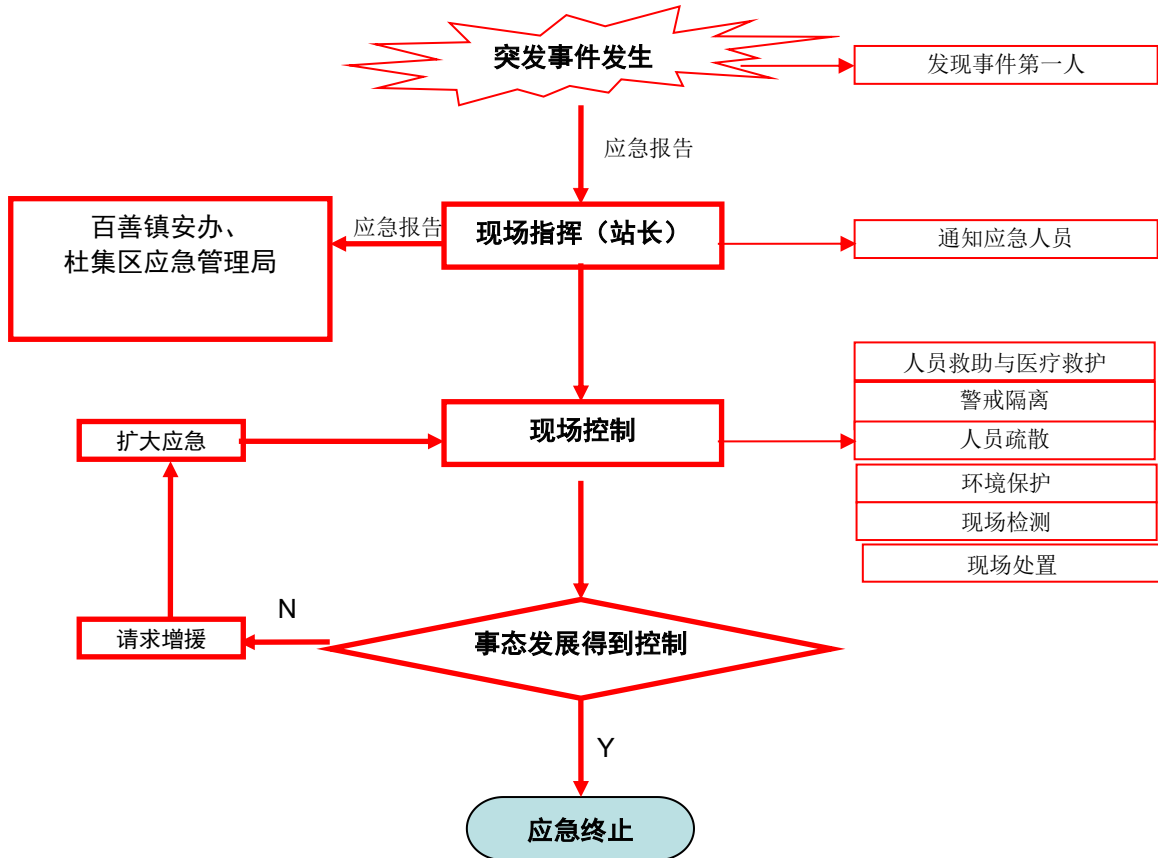 突发事件发生
发现事件第一人
应急报告
百善镇安办、
杜集区应急管理局
应急报告
现场指挥（站长）
通知应急人员
人员救助与医疗救护
警戒隔离
扩大应急
现场控制
人员疏散
环境保护
现场检测
现场处置
N
请求增援
事态发展得到控制
Y
应急终止